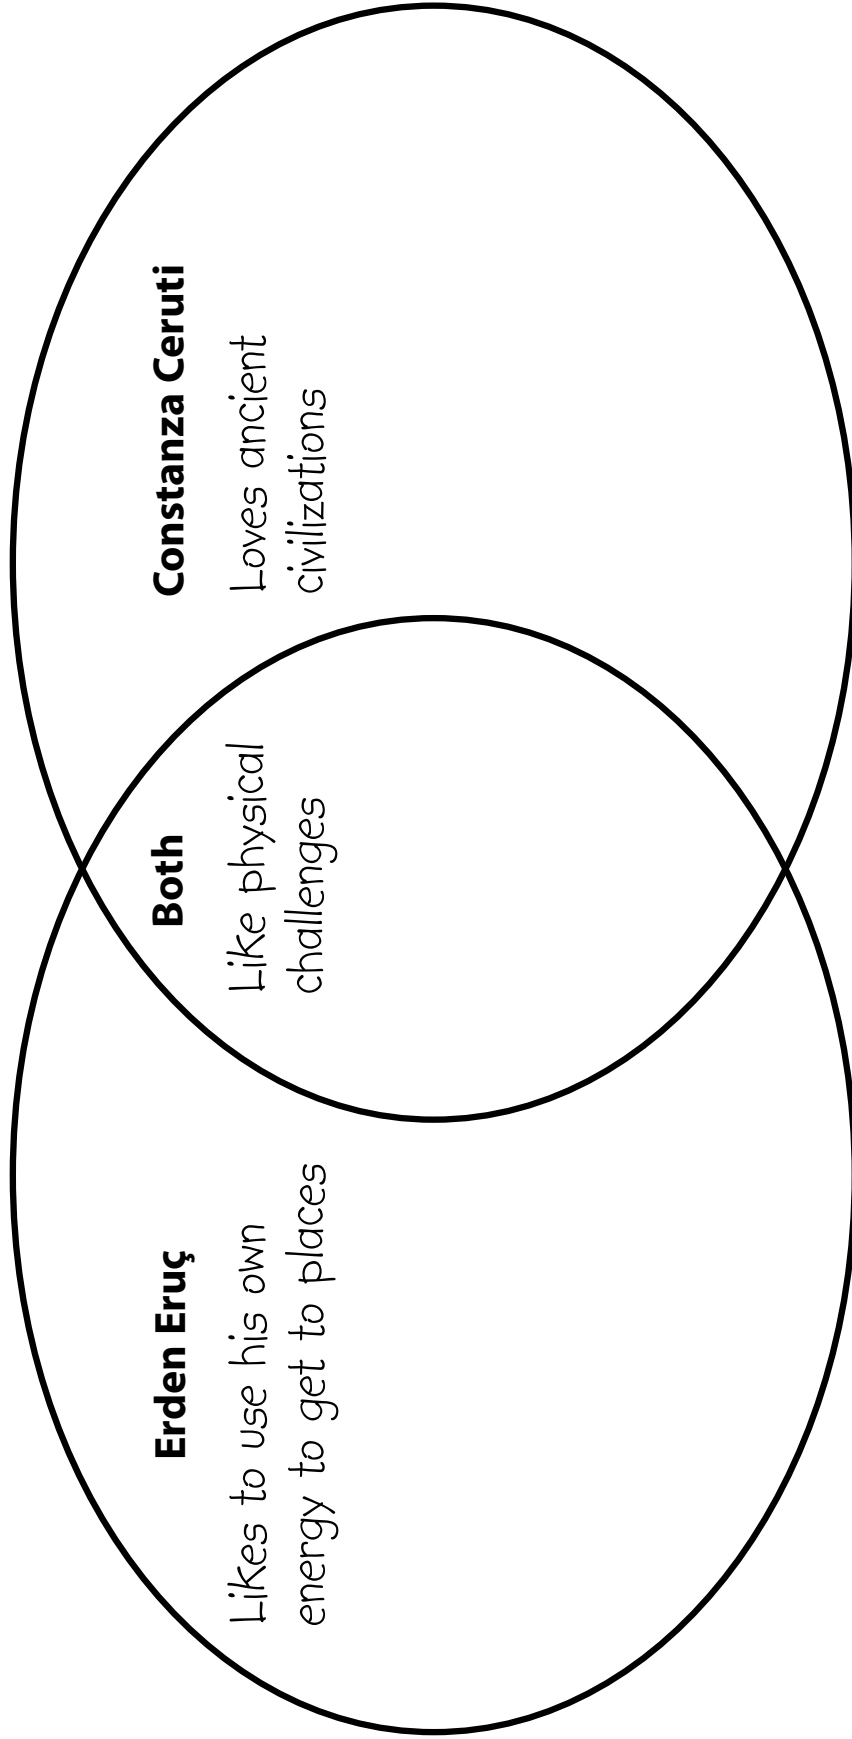 Erden Eruç
Likes to use his own
energy to get to places
Both
Like physical
challenges
Constanza Ceruti
Loves ancient
civilizations